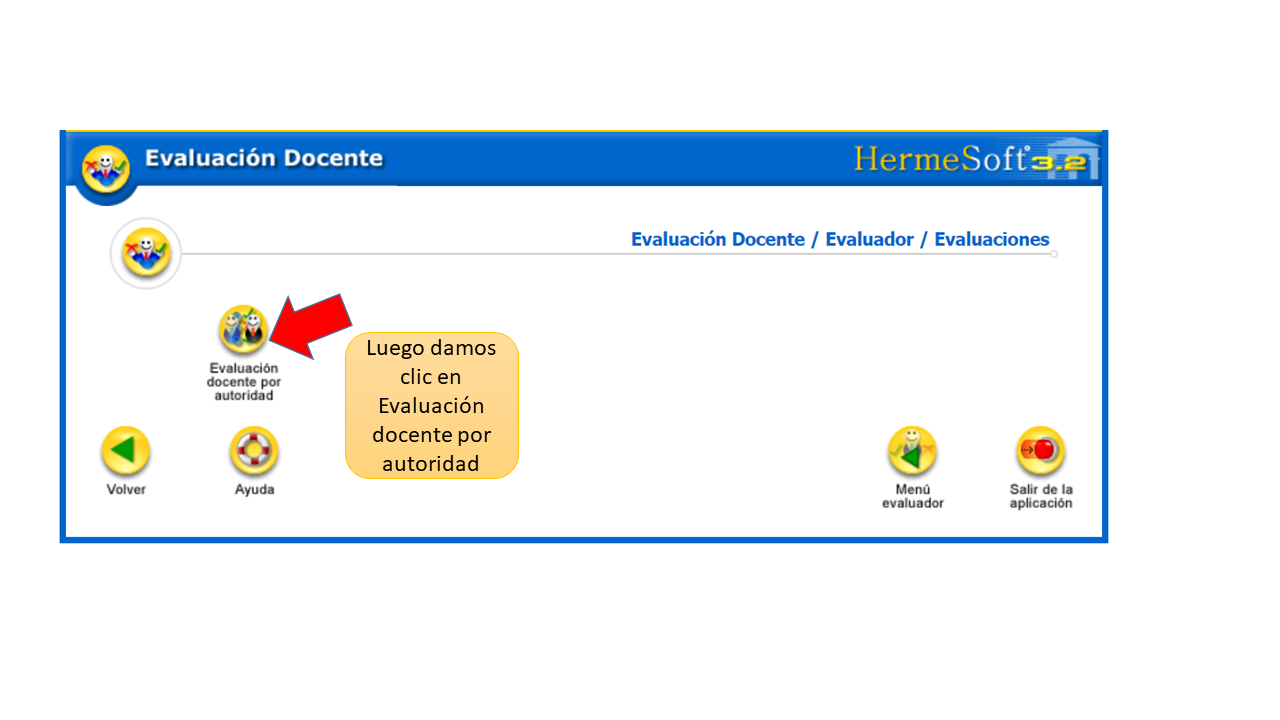 Evaluación Docente
HermeSoft® 3.2
Evaluación Docente / Evaluador / Evaluaciones
Evaluación
docente por
autoridad
Luego damos
clic en
Evaluación
docente por
autoridad
Volver
Ayuda
Menú
evaluador
Salir de la
aplicación